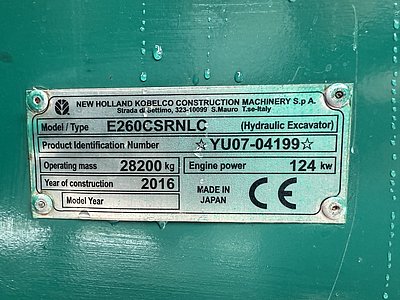 NEW HOLLAND KOBELCO CONSTRUCTION MACHINERY S.p A.
Strada di Settimo, 323-10099 S.Mauro T.se-Italy
Model / Type E260CSRNLC (Hydraulic Excavator)
Product Identification Number ☆YU07-04199☆
Operating mass 28200 kg Engine power 124 kw
Year of construction 2016 MADE IN JAPAN CE
Model Year